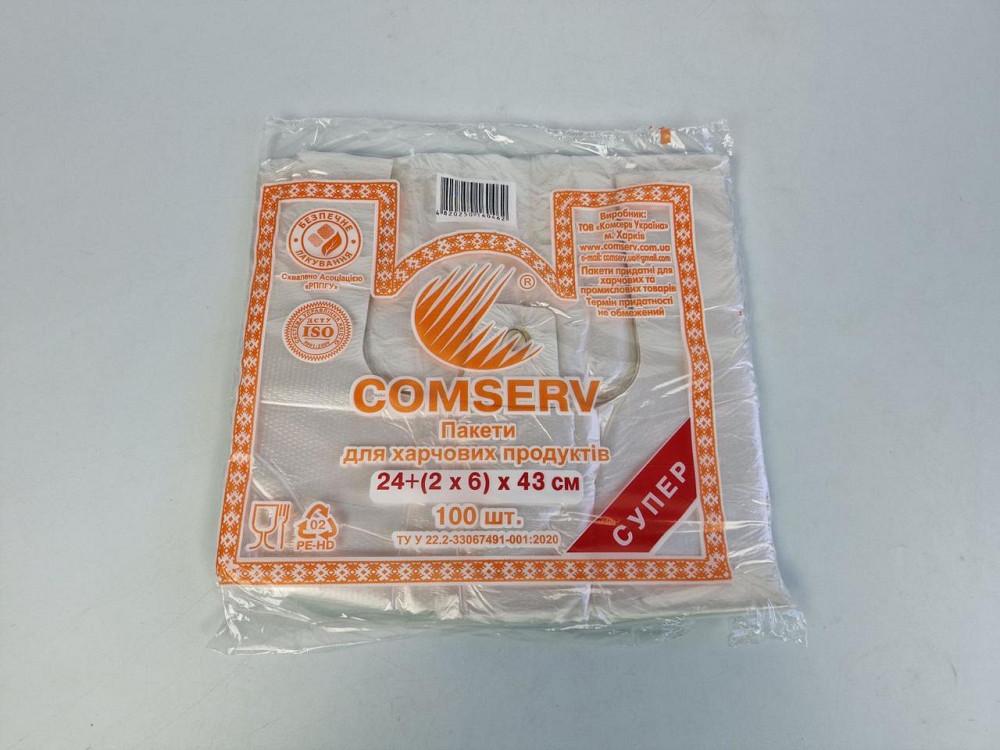 БЕЗПЕЧНЕ
ПАКУВАННЯ
Схвалено Асоціацією
«РППГУ»
ДСТУ
ISO
Виробник:
ТОВ «Комсерв Україна»
м. Харків
www.comserv.com.ua
e-mail: comserv.ua@gmail.com
Пакети придатні для
харчових та
промислових товарів
Термін придатності
не обмежений
®
COMSERV
Пакети
для харчових продуктів
24+(2 x 6) x 43 см
100 шт.
ТУ У 22.2-33067491-001:2020
02
PE-HD
СУПЕР